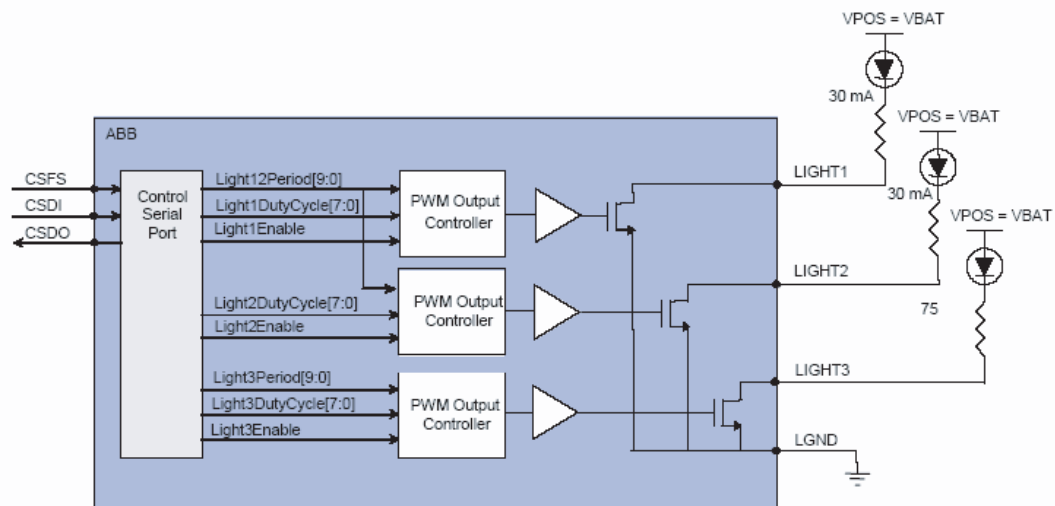 VPOS = VBAT
30 mA
VPOS = VBAT
ABB
CSFS
CSDI
CSDO
Control
Serial
Port
Light12Period[9:0]
Light1DutyCycle[7:0]
Light1Enable
PWM Output
Controller
LIGHT1
30 mA
VPOS = VBAT
Light2DutyCycle[7:0]
Light2Enable
PWM Output
Controller
LIGHT2
75
Light3Period[9:0]
Light3DutyCycle[7:0]
Light3Enable
PWM Output
Controller
LIGHT3
LGND